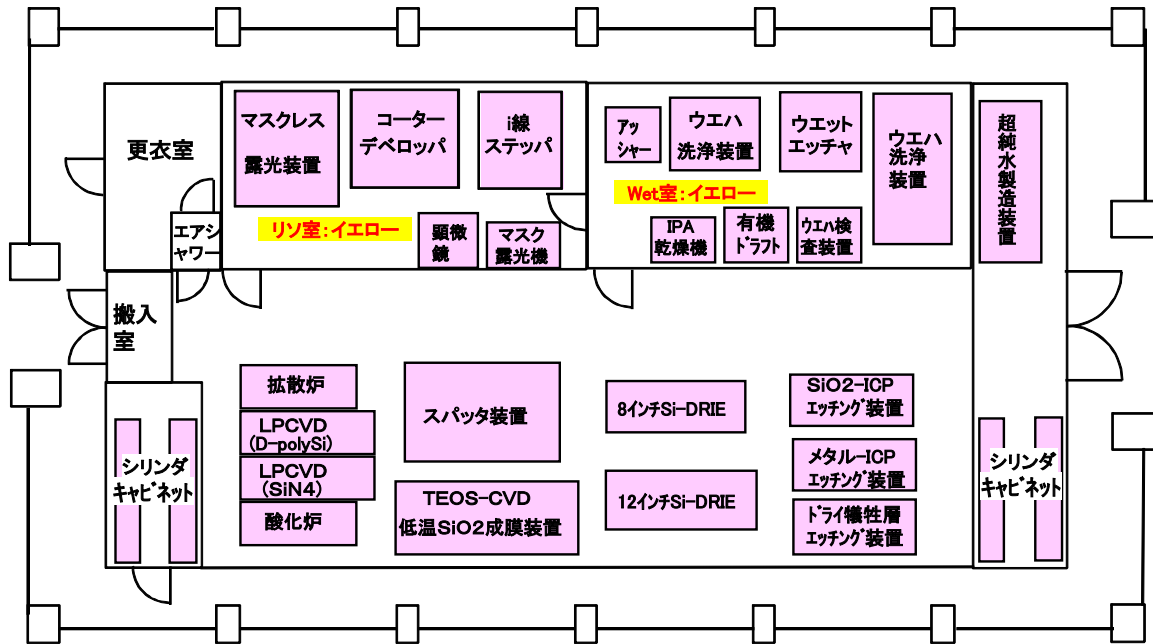 更衣室
エアシ
ャワー
搬入
室
マスクレス
露光装置
コーター
デベロッパ
i線
ステッパ
リソ室:イエロー
顕微
鏡
マスク
露光機
アッ
シャー
ウエハ
洗浄装置
ウエット
エッチャ
ウエハ
洗浄
装置
Wet室:イエロー
IPA
乾燥機
有機
ドラフト
ウエハ検
査装置
超純水製造装置
シリンダ
キャビネット
拡散炉
LPCVD
(D-polySi)
LPCVD
(SiN4)
酸化炉
スパッタ装置
TEOS-CVD
低温SiO2成膜装置
8インチSi-DRIE
12インチSi-DRIE
SiO2-ICP
エッチング装置
メタル-ICP
エッチング装置
ドライ犠牲層
エッチング装置
シリンダ
キャビネット